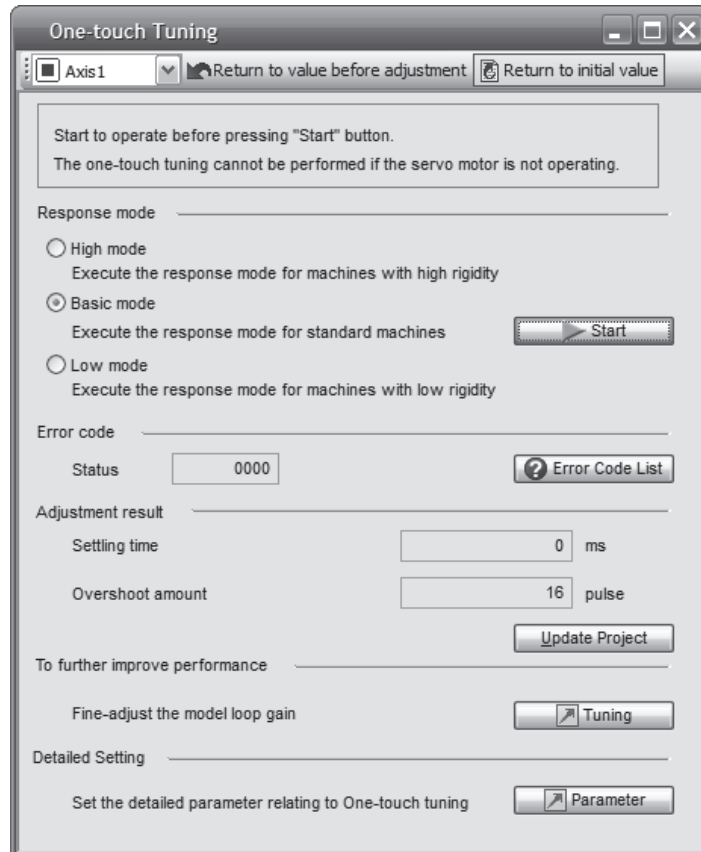 One-touch Tuning
Axis1 Return to value before adjustment Return to initial value
Start to operate before pressing "Start" button.
The one-touch tuning cannot be performed if the servo motor is not operating.
Response mode
High mode
Execute the response mode for machines with high rigidity
Basic mode
Execute the response mode for standard machines Start
Low mode
Execute the response mode for machines with low rigidity
Error code
Status 0000 Error Code List
Adjustment result
Settling time 0 ms
Overshoot amount 16 pulse
Update Project
To further improve performance
Fine-adjust the model loop gain Tuning
Detailed Setting
Set the detailed parameter relating to One-touch tuning Parameter